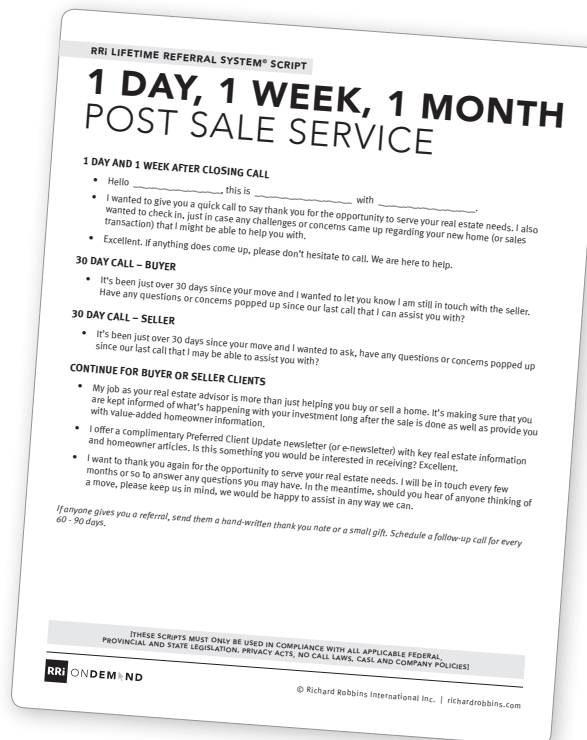 RRi LIFETIME REFERRAL SYSTEM® SCRIPT
1 DAY, 1 WEEK, 1 MONTH
POST SALE SERVICE
1 DAY AND 1 WEEK AFTER CLOSING CALL
• Hello ________________, this is __________________ with __________________.
• I wanted to give you a quick call to say thank you for the opportunity to serve your real estate needs. I also
wanted to check in, just in case any challenges or concerns came up regarding your new home (or sales
transaction) that I might be able to help you with.
• Excellent. If anything does come up, please don't hesitate to call. We are here to help.
30 DAY CALL – BUYER
• It's been just over 30 days since your move and I wanted to let you know I am still in touch with the seller.
Have any questions or concerns popped up since our last call that I can assist you with?
30 DAY CALL – SELLER
• It's been just over 30 days since your move and I wanted to ask, have any questions or concerns popped up
since our last call that I may be able to assist you with?
CONTINUE FOR BUYER OR SELLER CLIENTS
• My job as your real estate advisor is more than just helping you buy or sell a home. It's making sure that you
are kept informed of what's happening with your investment long after the sale is done as well as provide you
with value-added homeowner information.
• I offer a complimentary Preferred Client Update newsletter (or e-newsletter) with key real estate information
and homeowner articles. Is this something you would be interested in receiving? Excellent.
• I want to thank you again for the opportunity to serve your real estate needs. I will be in touch every few
months or so to answer any questions you may have. In the meantime, should you hear of anyone thinking of
a move, please keep us in mind, we would be happy to assist in any way we can.
If anyone gives you a referral, send them a hand-written thank you note or a small gift. Schedule a follow-up call for every
60 - 90 days.
[THESE SCRIPTS MUST ONLY BE USED IN COMPLIANCE WITH ALL APPLICABLE FEDERAL,
PROVINCIAL AND STATE LEGISLATION, PRIVACY ACTS, NO CALL LAWS, CASL AND COMPANY POLICIES]
RRi ONDEMAND
© Richard Robbins International Inc. | richardrobbins.com